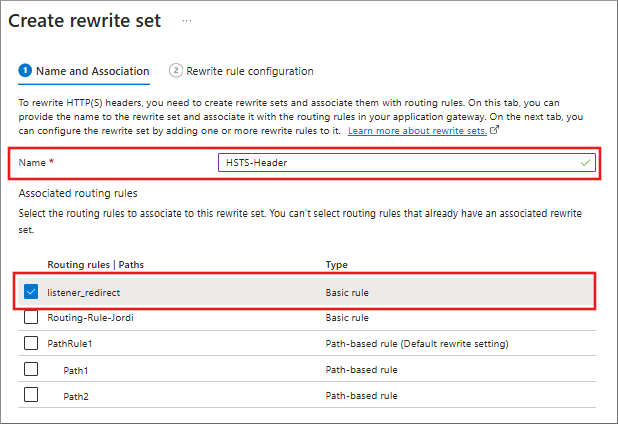 Create rewrite set ...
1 Name and Association 2 Rewrite rule configuration
To rewrite HTTP(S) headers, you need to create rewrite sets and associate them with routing rules. On this tab, you can
provide the name to the rewrite set and associate it with the routing rules in your application gateway. On the next tab, you
can configure the rewrite set by adding one or more rewrite rules to it. Learn more about rewrite sets.
Name * HSTS-Header
Associated routing rules
Select the routing rules to associate to this rewrite set. You can't select routing rules that already have an associated rewrite
set.
Routing rules | Paths Type
listener_redirect Basic rule
Routing-Rule-Jordi Basic rule
PathRule1 Path-based rule (Default rewrite setting)
Path1 Path-based rule
Path2 Path-based rule